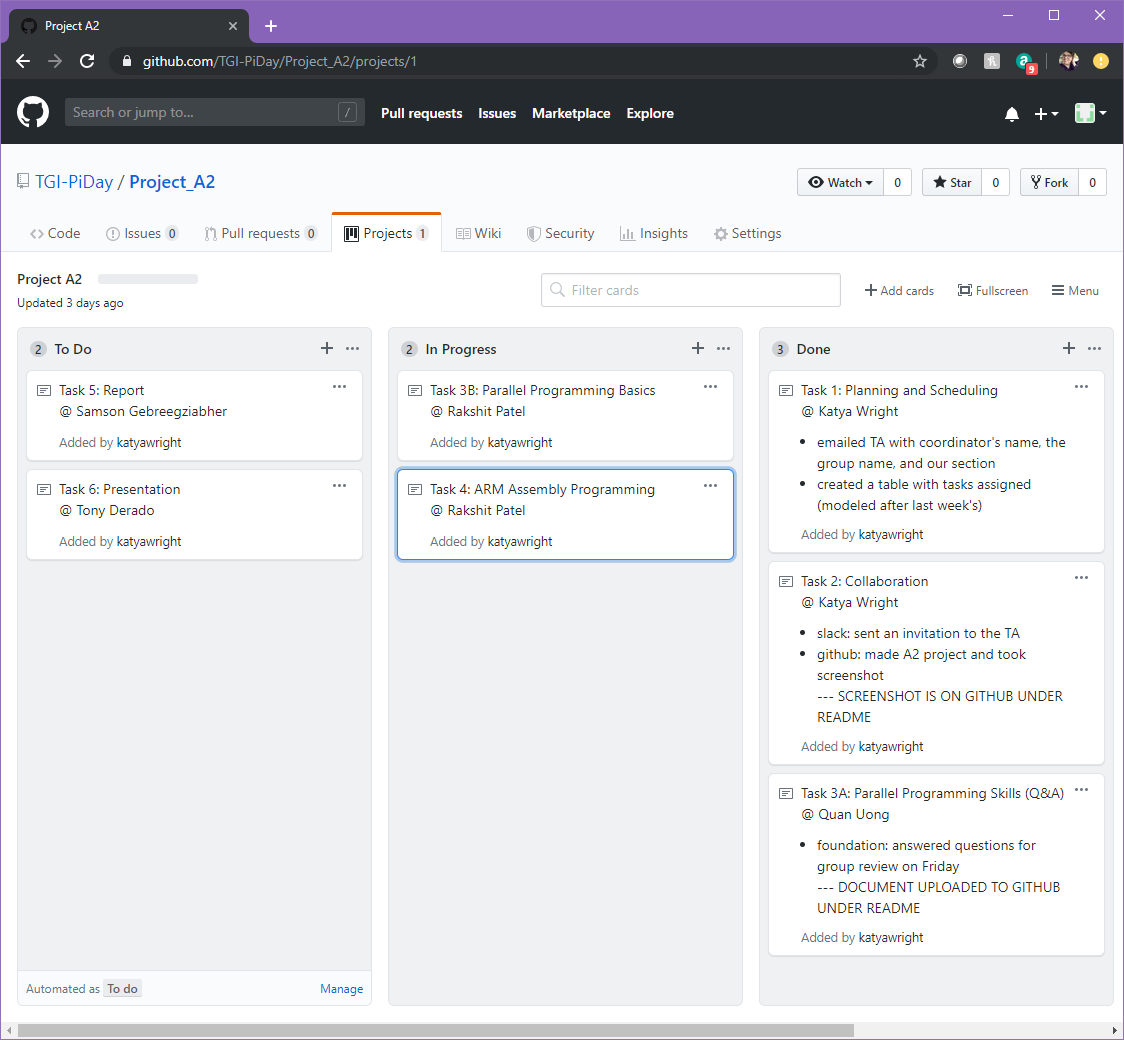 Project A2
github.com/TGI-PiDay/Project_A2/projects/1
9
Search or jump to... /
Pull requests Issues Marketplace Explore
TGI-PiDay / Project_A2
Watch 0 Star 0 Fork 0
Code Issues 0 Pull requests 0 Projects 1 Wiki Security Insights Settings
Project A2
Updated 3 days ago
Filter cards
Add cards Fullscreen Menu
2 To Do
Task 5: Report
@ Samson Gebreegziabher
Added by katyawright
Task 6: Presentation
@ Tony Derado
Added by katyawright
Automated as To do Manage
2 In Progress
Task 3B: Parallel Programming Basics
@ Rakshit Patel
Added by katyawright
Task 4: ARM Assembly Programming
@ Rakshit Patel
Added by katyawright
3 Done
Task 1: Planning and Scheduling
@ Katya Wright
• emailed TA with coordinator's name, the
group name, and our section
• created a table with tasks assigned
(modeled after last week's)
Added by katyawright
Task 2: Collaboration
@ Katya Wright
• slack: sent an invitation to the TA
• github: made A2 project and took
screenshot
--- SCREENSHOT IS ON GITHUB UNDER
README
Added by katyawright
Task 3A: Parallel Programming Skills (Q&A)
@ Quan Uong
• foundation: answered questions for
group review on Friday
--- DOCUMENT UPLOADED TO GITHUB
UNDER README
Added by katyawright